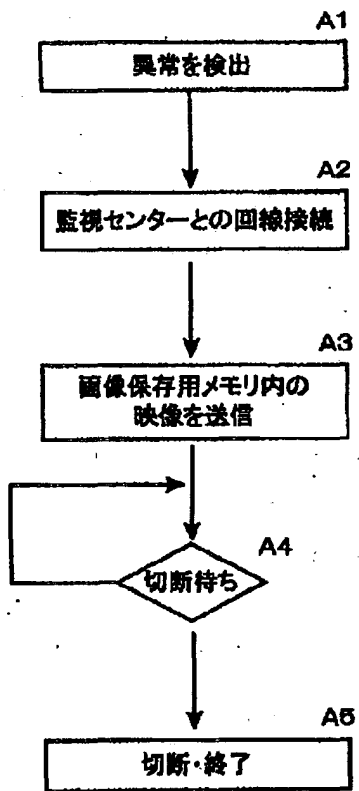 A1
異常を検出
A2
監視センターとの回線接続
A3
画像保存用メモリ内の
映像を送信
A4
切断待ち
A5
切断・終了